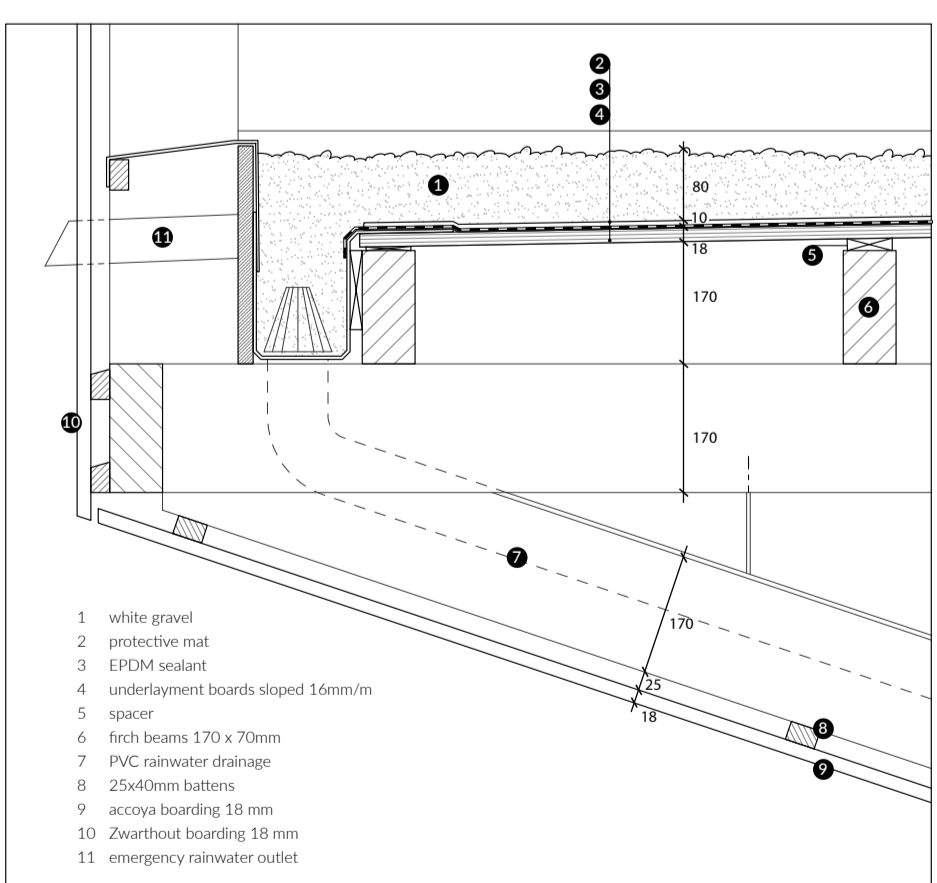 2
3
4
1
80
10
18
11
5
170
6
10
170
7
170
25
18
8
9
1 white gravel
2 protective mat
3 EPDM sealant
4 underlayment boards sloped 16mm/m
5 spacer
6 firch beams 170 x 70mm
7 PVC rainwater drainage
8 25x40mm battens
9 accoya boarding 18 mm
10 Zwarthout boarding 18 mm
11 emergency rainwater outlet